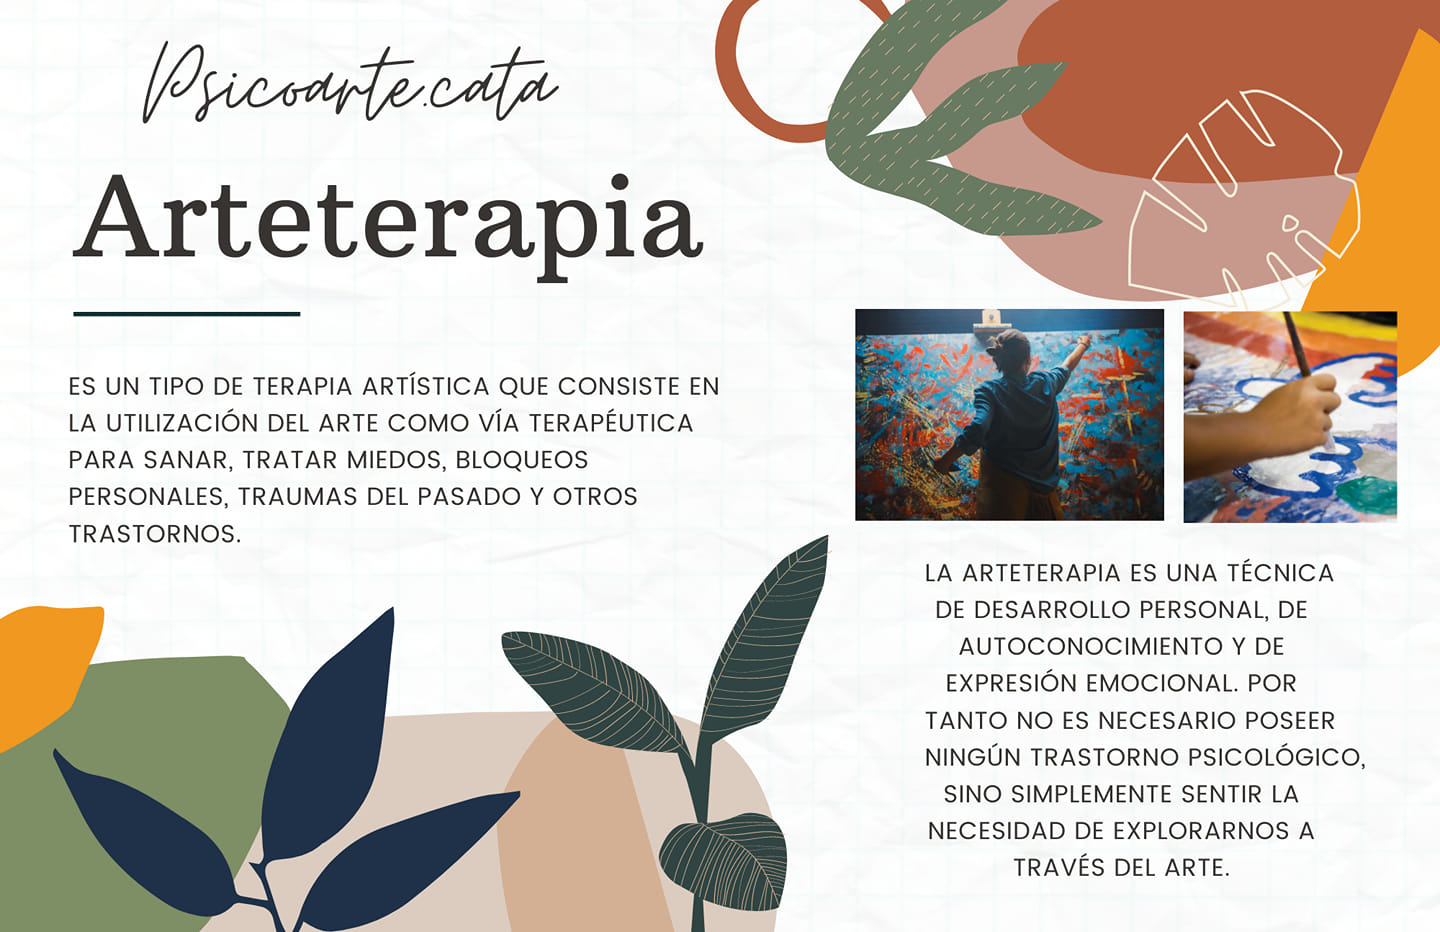 Psicoarte.cata
Arteterapia
ES UN TIPO DE TERAPIA ARTÍSTICA QUE CONSISTE EN
LA UTILIZACIÓN DEL ARTE COMO VÍA TERAPÉUTICA
PARA SANAR, TRATAR MIEDOS, BLOQUEOS
PERSONALES, TRAUMAS DEL PASADO Y OTROS
TRASTORNOS.
LA ARTETERAPIA ES UNA TÉCNICA
DE DESARROLLO PERSONAL, DE
AUTOCONOCIMIENTO Y DE
EXPRESIÓN EMOCIONAL. POR
TANTO NO ES NECESARIO POSEER
NINGÚN TRASTORNO PSICOLÓGICO,
SINO SIMPLEMENTE SENTIR LA
NECESIDAD DE EXPLORARNOS A
TRAVÉS DEL ARTE.